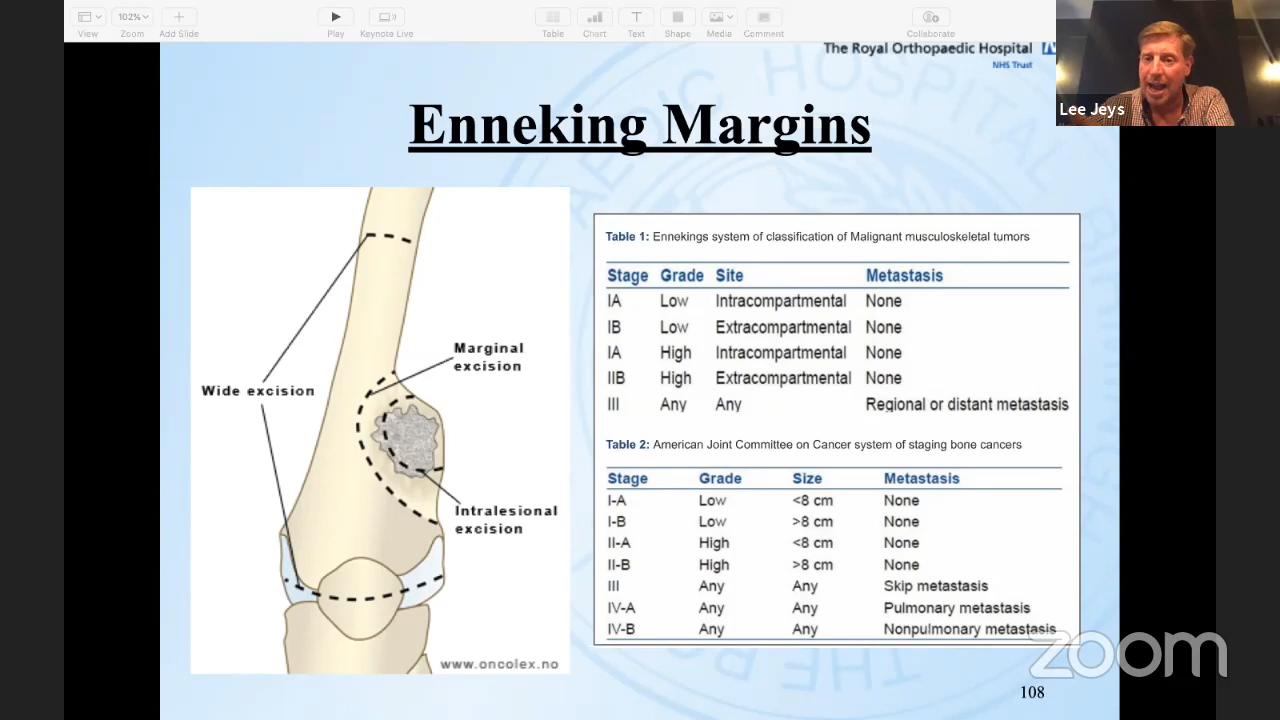 View
102%
Zoom
Add Slide
Play
Keynote Live
Table
Chart
Text
Shape
Media
Comment
Collaborate
The Royal Orthopaedic Hospital
NHS Trust
Lee Jeys
Enneking Margins
Marginal
excision
Wide excision
Intralesional
excision
www.oncolex.no
Table 1: Ennekings system of classification of Malignant musculoskeletal tumors
Stage Grade Site Metastasis
IA Low Intracompartmental None
IB Low Extracompartmental None
IA High Intracompartmental None
IIB High Extracompartmental None
III Any Any Regional or distant metastasis
Table 2: American Joint Committee on Cancer system of staging bone cancers
Stage Grade Size Metastasis
I-A Low <8 cm None
I-B Low >8 cm None
II-A High <8 cm None
II-B High >8 cm None
III Any Any Skip metastasis
IV-A Any Any Pulmonary metastasis
IV-B Any Any Nonpulmonary metastasis
zoom
108